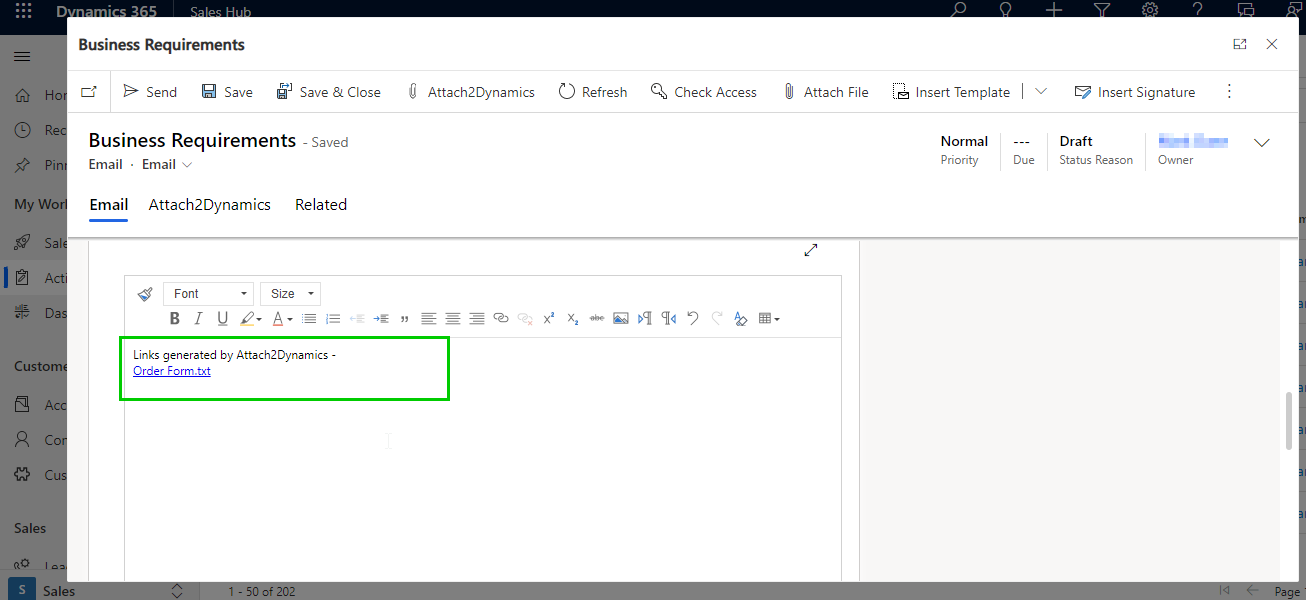 Dynamics 365 Sales Hub
Business Requirements
Send Save Save & Close Attach2Dynamics Refresh Check Access Attach File Insert Template Insert Signature
Business Requirements - Saved
Email · Email
Normal
Priority
---
Due
Draft
Status Reason
Owner
Email Attach2Dynamics Related
Font Size
Links generated by Attach2Dynamics -
Order Form.txt
Hor
Rec
Pinn
My Work
Sale
Acti
Das
Custome
Acc
Con
Cus
Sales
Lead
S Sales
1 - 50 of 202
Page